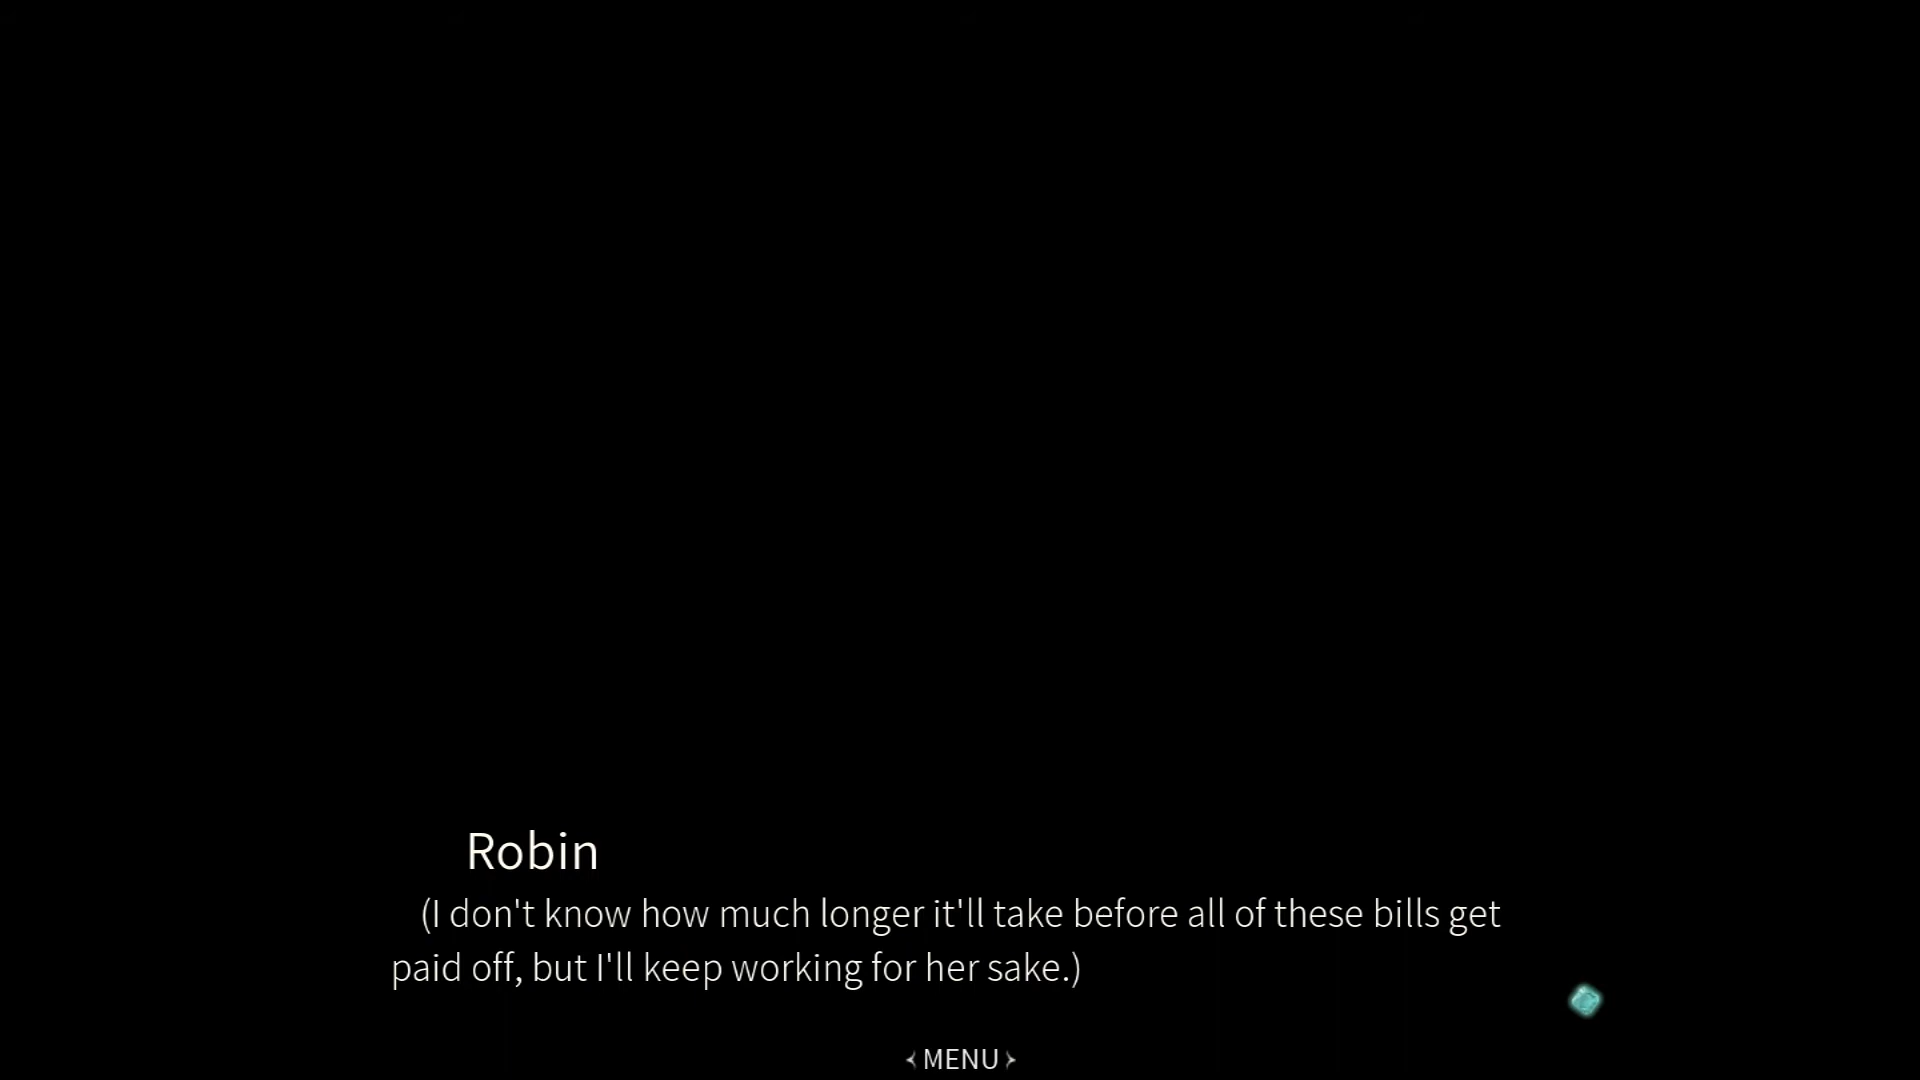 Robin
(I don't know how much longer it'll take before all of these bills get
paid off, but I'll keep working for her sake.)
MENU